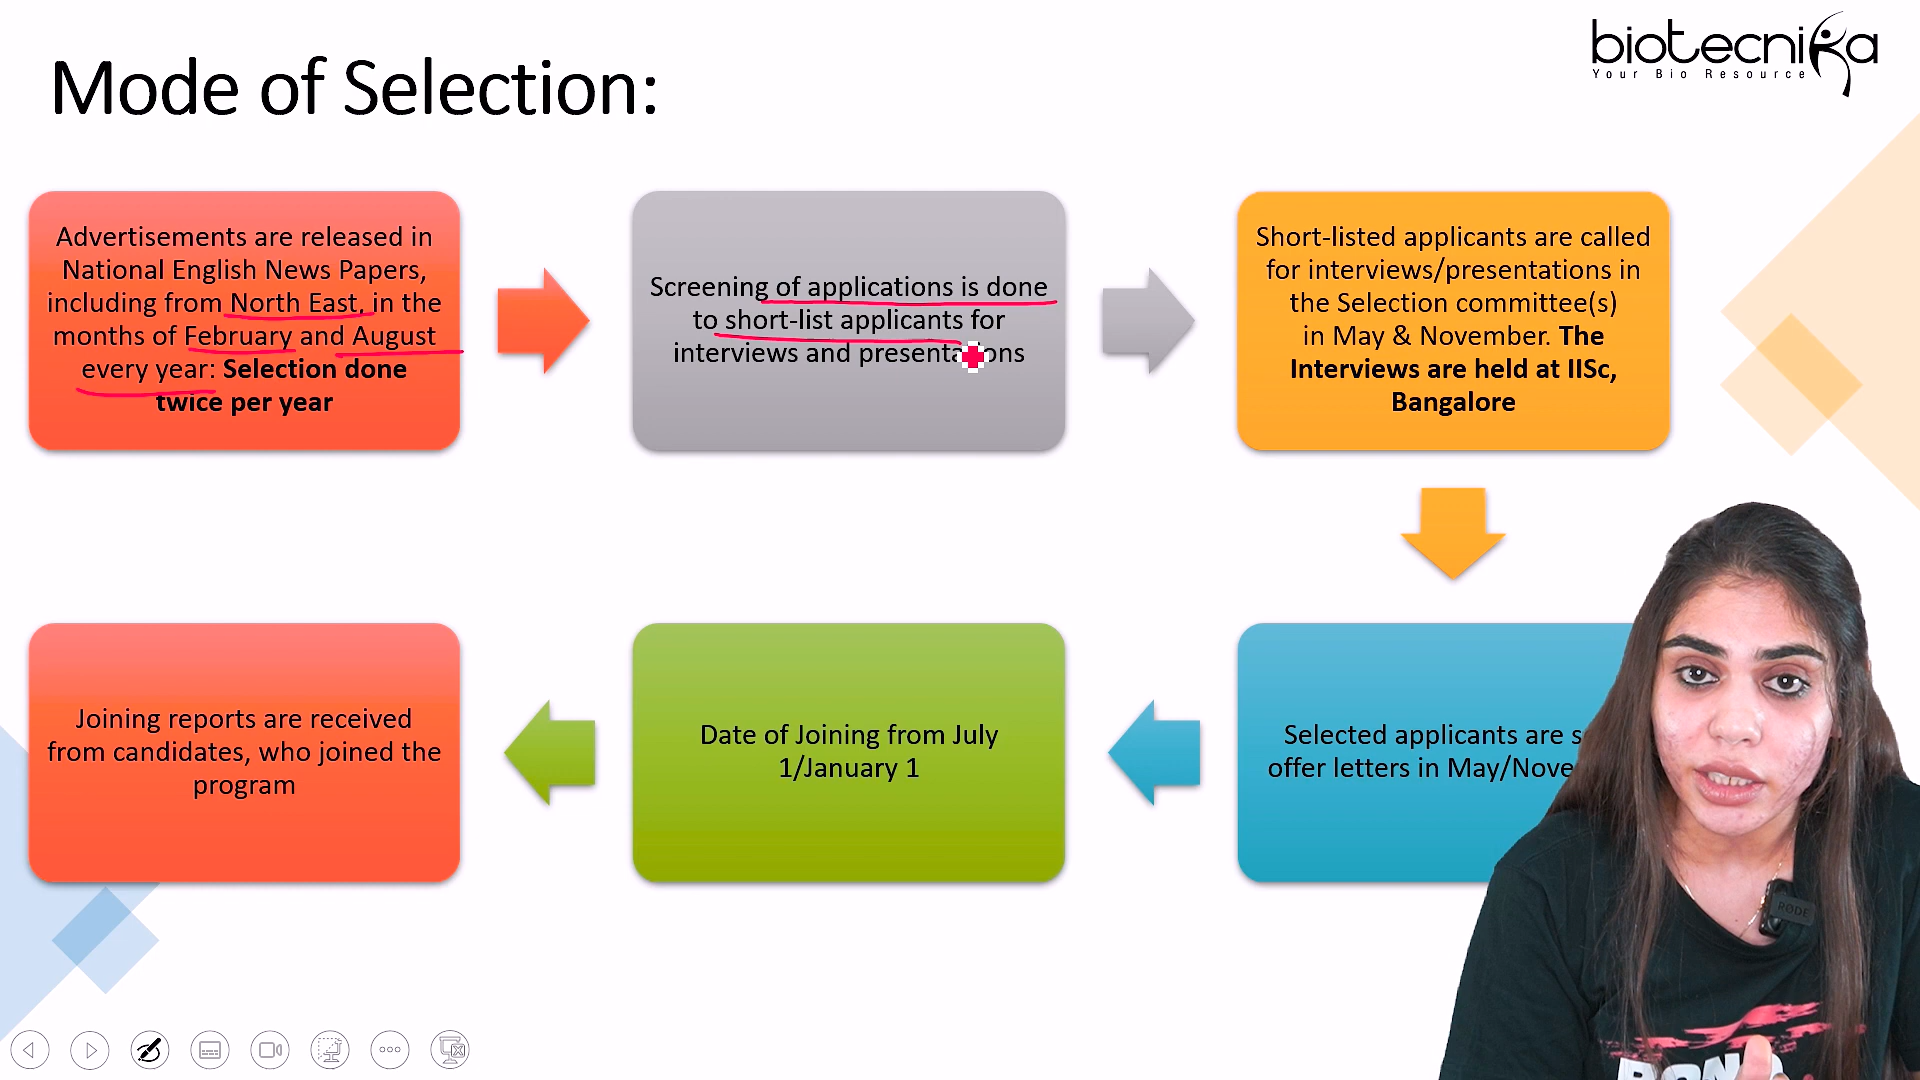 biotecnika
Your Bio Resource
Mode of Selection:
Advertisements are released in
National English News Papers,
including from North East, in the
months of February and August
every year: Selection done
twice per year
Screening of applications is done
to short-list applicants for
interviews and presentations
Short-listed applicants are called
for interviews/presentations in
the Selection committee(s)
in May & November. The
Interviews are held at IISc,
Bangalore
Selected applicants are
offer letters in
Date of Joining from July
1/January 1
Joining reports are received
from candidates, who joined the
program
RODE